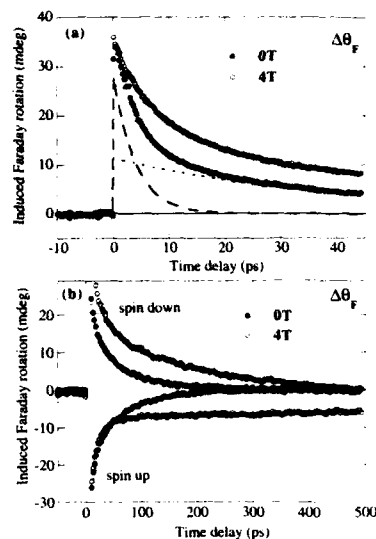 (a)
Δθ_F
● 0T
○ 4T
Induced Faraday rotation (mdeg)
40
30
20
10
0
-10 0 10 20 30 40
Time delay (ps)
(b)
spin down
Δθ_F
● 0T
○ 4T
Induced Faraday rotation (mdeg)
20
10
0
-10
-20
-30
spin up
0 100 200 300 400 500
Time delay (ps)